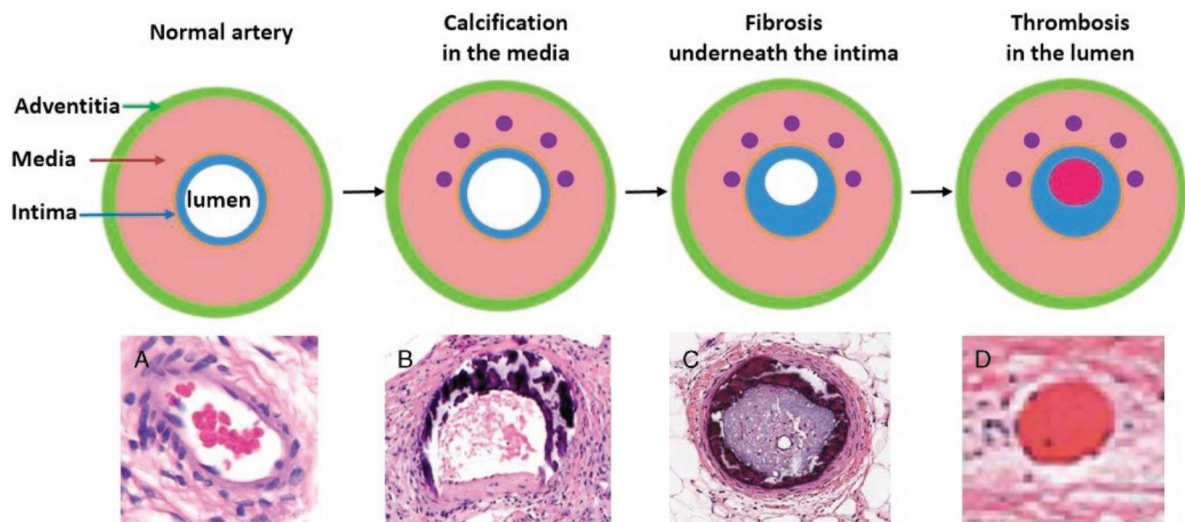 Normal artery
Calcification
in the media
Fibrosis
underneath the intima
Thrombosis
in the lumen
Adventitia
Media
Intima
lumen
A
B
C
D